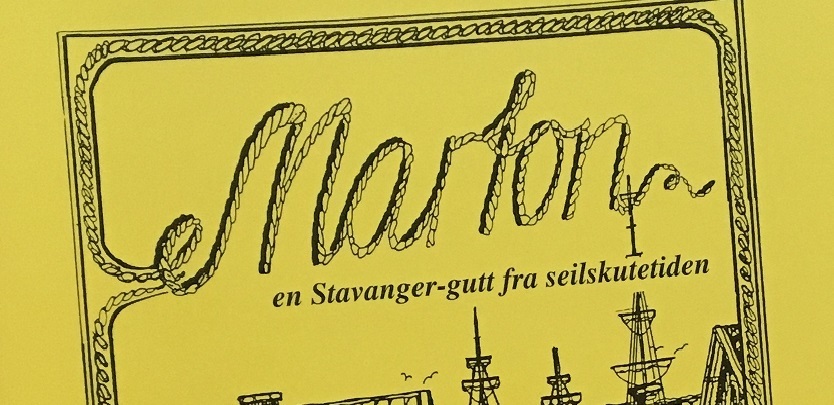 Marton
en Stavanger-gutt fra seilskutetiden